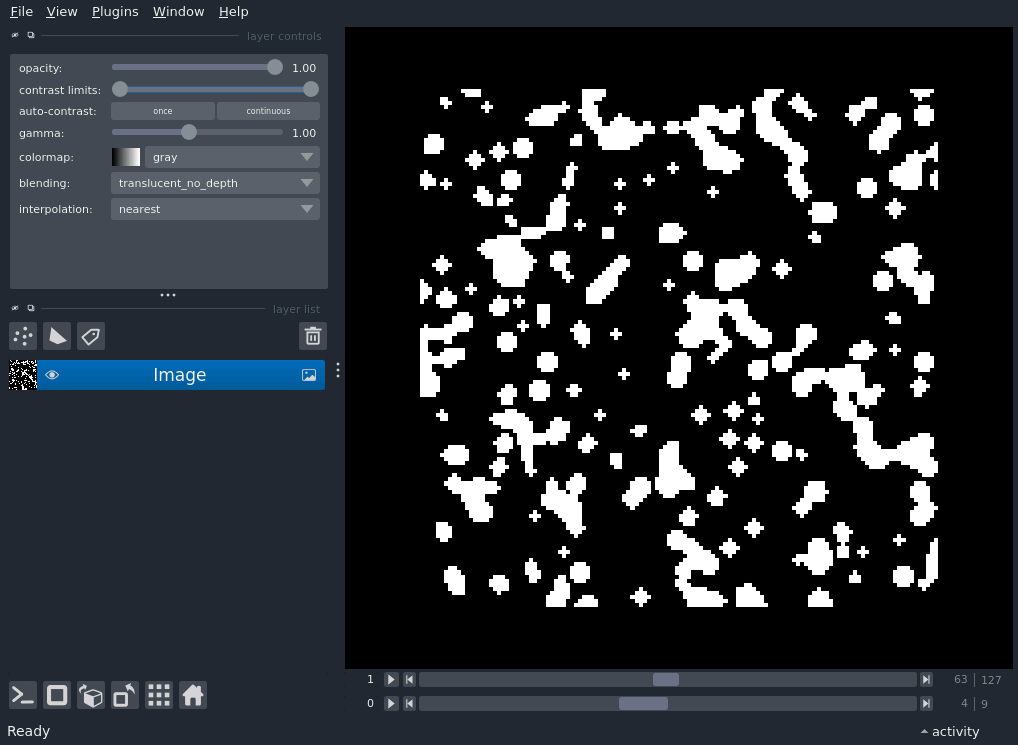 File View Plugins Window Help
layer controls
opacity: 1.00
contrast limits:
auto-contrast: once continuous
gamma: 1.00
colormap: gray
blending: translucent_no_depth
interpolation: nearest
layer list
Image
1 63 127
0 4 9
Ready activity